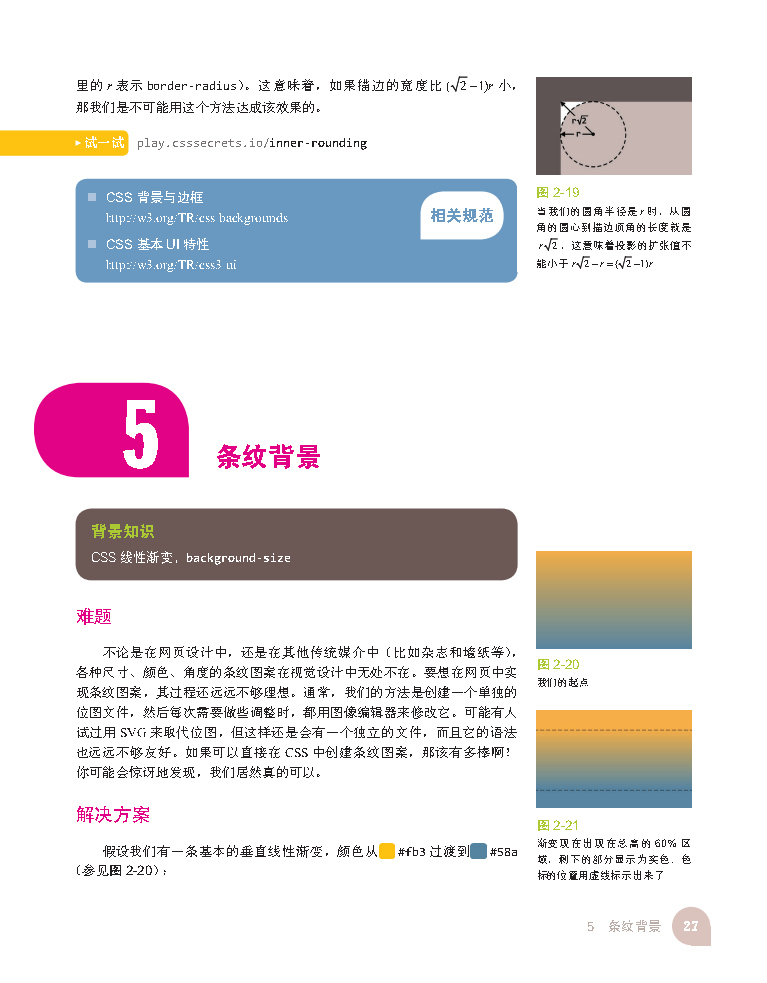 里的 r 表示 border-radius）。这意味着，如果描边的宽度比 (√2−1)r 小，
那我们是不可能用这个方法达成该效果的。
▶试一试 play.csssecrets.io/inner-rounding
■ CSS 背景与边框
http://w3.org/TR/css-backgrounds
■ CSS 基本 UI 特性
http://w3.org/TR/css3-ui
相关规范
r√2
r
图 2-19
当我们的圆角半径是 r 时，从圆
角的圆心到描边顶角的长度就是
r√2，这意味着投影的扩张值不
能小于 r√2−r=(√2−1)r
5
条纹背景
背景知识
CSS 线性渐变，background-size
难题
不论是在网页设计中，还是在其他传统媒介中（比如杂志和墙纸等），
各种尺寸、颜色、角度的条纹图案在视觉设计中无处不在。要想在网页中实
现条纹图案，其过程还远远不够理想。通常，我们的方法是创建一个单独的
位图文件，然后每次需要做些调整时，都用图像编辑器来修改它。可能有人
试过用 SVG 来取代位图，但这样还是会有一个独立的文件，而且它的语法
也远远不够友好。如果可以直接在 CSS 中创建条纹图案，那该有多棒啊！
你可能会惊讶地发现，我们居然真的可以。
解决方案
假设我们有一条基本的垂直线性渐变，颜色从 #fb3 过渡到 #58a
（参见图 2-20）：
图 2-20
我们的起点
图 2-21
渐变现在出现在总高的 60% 区
域，剩下的部分显示为实色，色
标的位置用虚线标示出来了
5 条纹背景 27